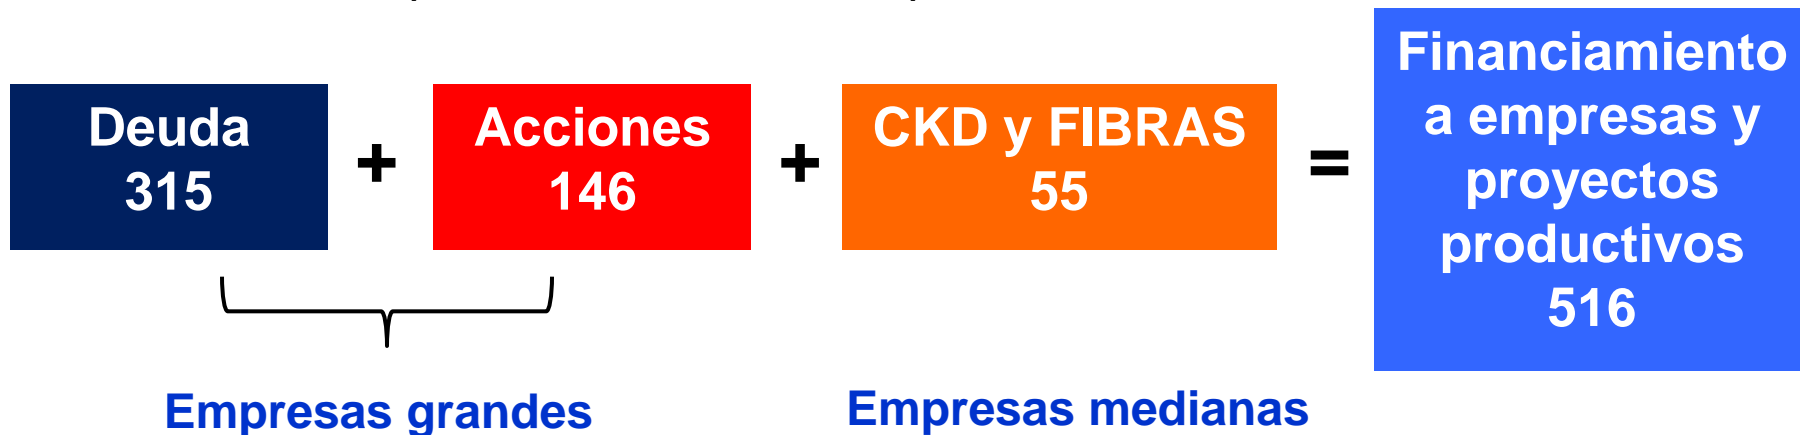 Deuda
315
+
Acciones
146
+
CKD y FIBRAS
55
=
Financiamiento
a empresas y
proyectos
productivos
516
Empresas grandes
Empresas medianas